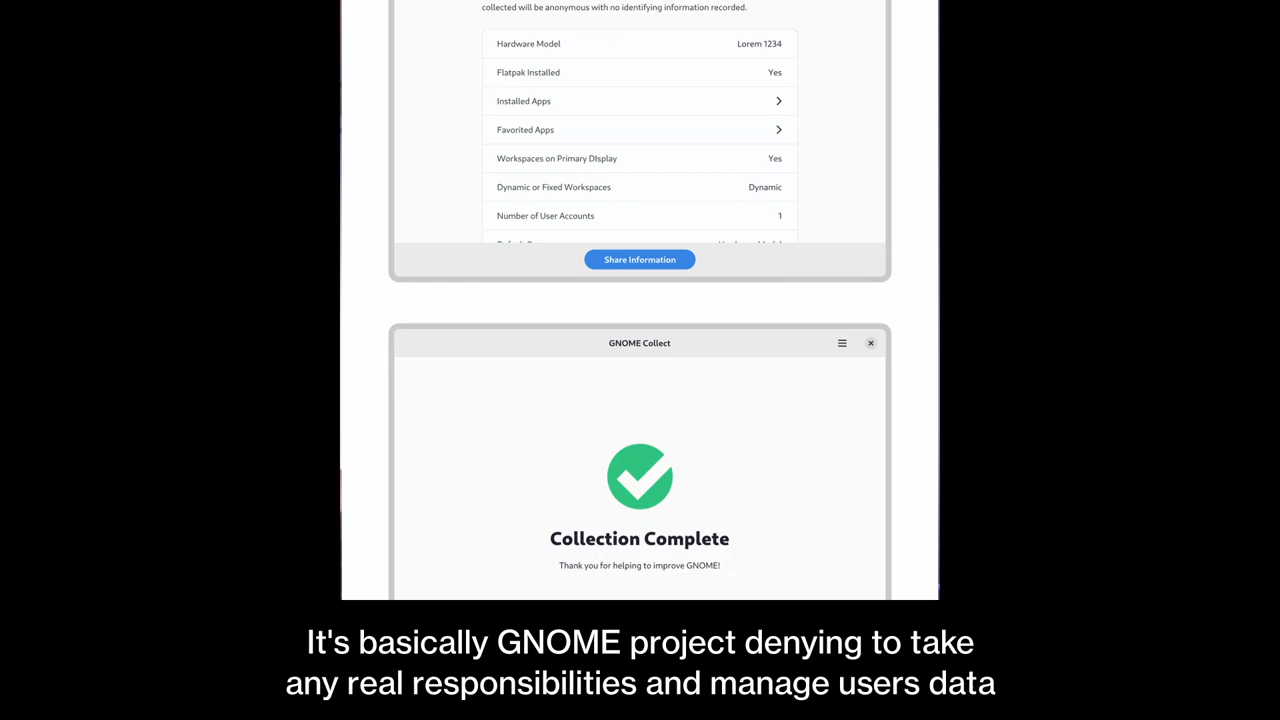 collected will be anonymous with no identifying information recorded.
Hardware Model Lorem 1234
Flatpak Installed Yes
Installed Apps
Favorited Apps
Workspaces on Primary DIsplay Yes
Dynamic or Fixed Workspaces Dynamic
Number of User Accounts 1
Share Information
GNOME Collect
Collection Complete
Thank you for helping to improve GNOME!
It's basically GNOME project denying to take
any real responsibilities and manage users data